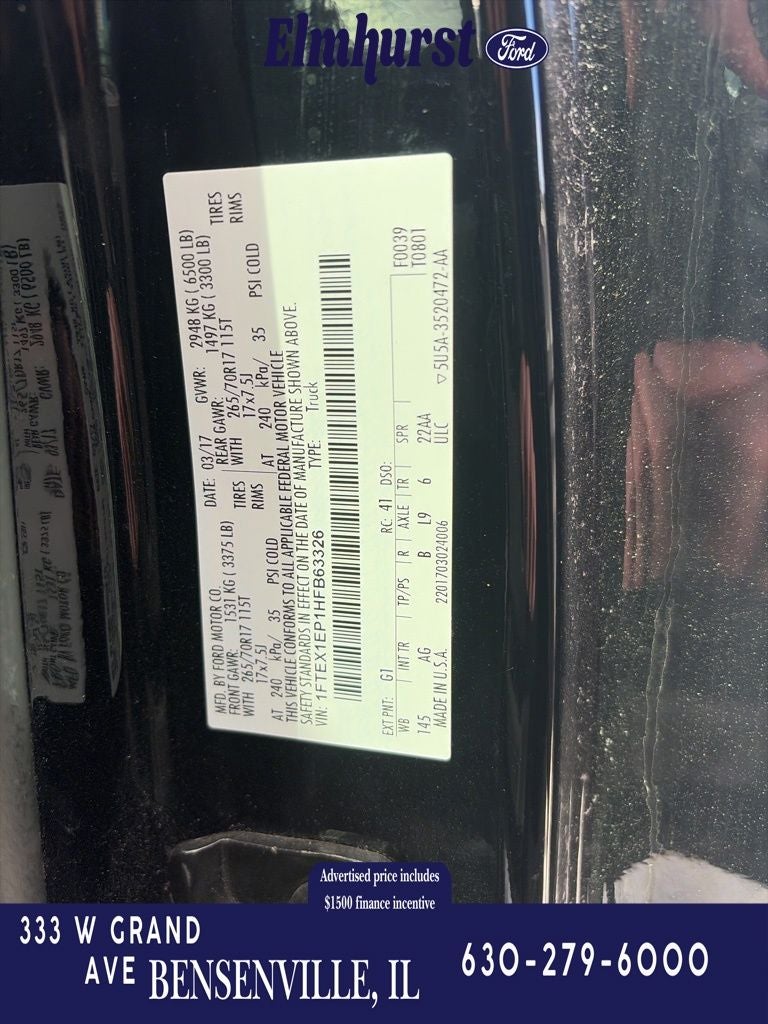 Elmhurst Ford
MFD. BY FORD MOTOR CO.
DATE: 03/17 GVWR: 2948 KG ( 6500 LB)
FRONT GAWR: 1531 KG ( 3375 LB) REAR GAWR: 1497 KG ( 3300 LB)
WITH 265/70R17 115T TIRES WITH 265/70R17 115T TIRES
17x7.5J RIMS 17x7.5J RIMS
AT 240 kPa/ 35 PSI COLD AT 240 kPa/ 35 PSI COLD
THIS VEHICLE CONFORMS TO ALL APPLICABLE FEDERAL MOTOR VEHICLE
SAFETY STANDARDS IN EFFECT ON THE DATE OF MANUFACTURE SHOWN ABOVE.
VIN: 1FTEX1EP1HFB63326 TYPE: Truck
F0039
EXT PNT: G1 RC: 41 DSO: T0801
WB INT TR TP/PS R AXLE TR SPR
145 AG B L9 6 22AA
MADE IN U.S.A. 2201703024006 ULC ▽5U5A-3520472-AA
Advertised price includes
$1500 finance incentive
333 W GRAND
AVE BENSENVILLE, IL
630-279-6000